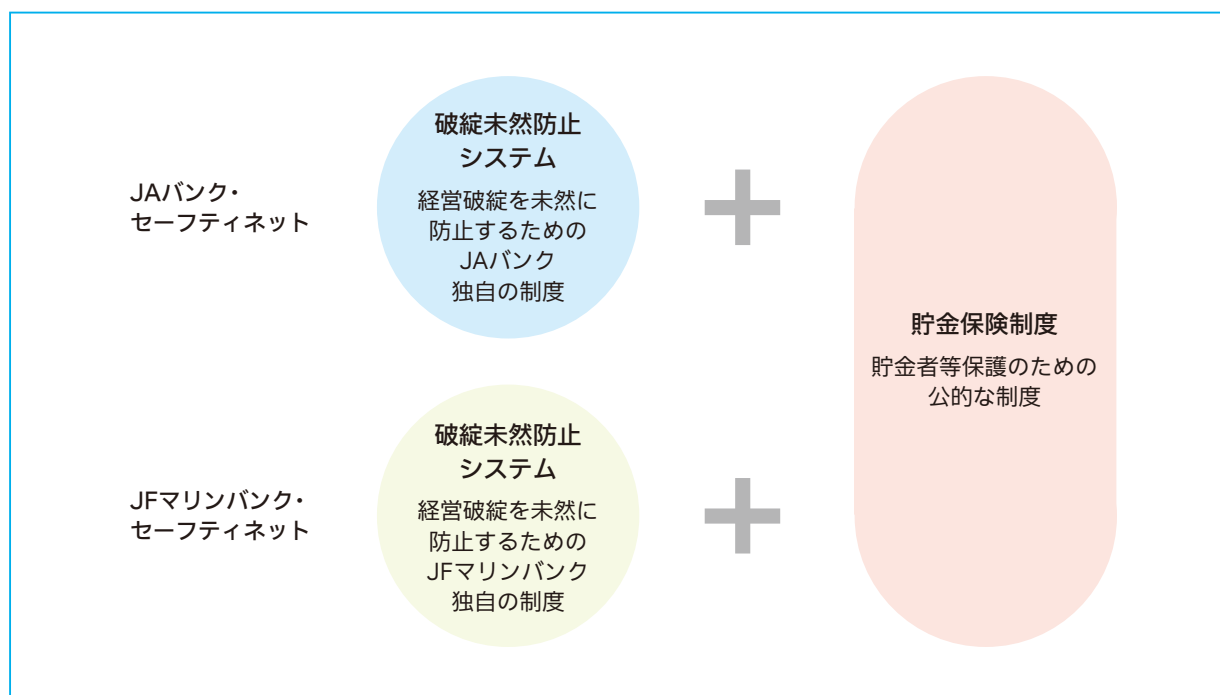 JAバンク・
セーフティネット
破綻未然防止
システム
経営破綻を未然に
防止するための
JAバンク
独自の制度
JFマリンバンク・
セーフティネット
破綻未然防止
システム
経営破綻を未然に
防止するための
JFマリンバンク
独自の制度
貯金保険制度
貯金者等保護のための
公的な制度